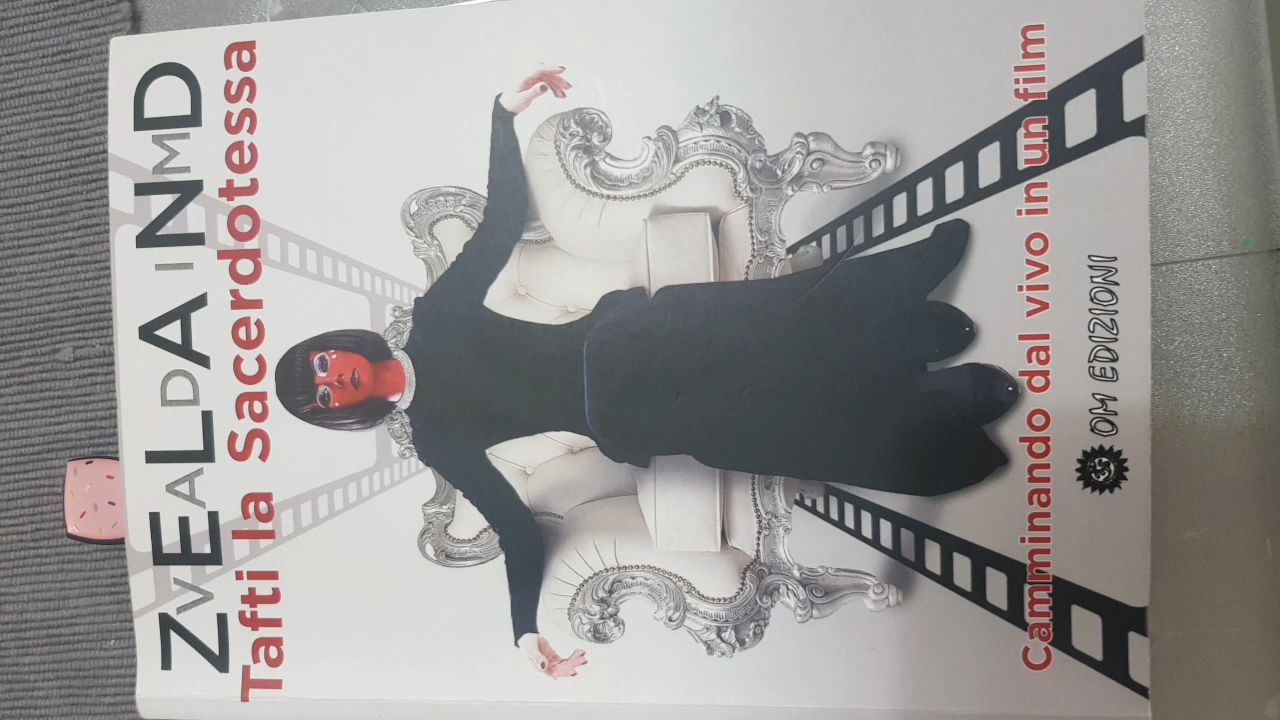 ZVEALDAINMD
Tafti la Sacerdotessa
Camminando dal vivo in un film
OM EDIZIONI